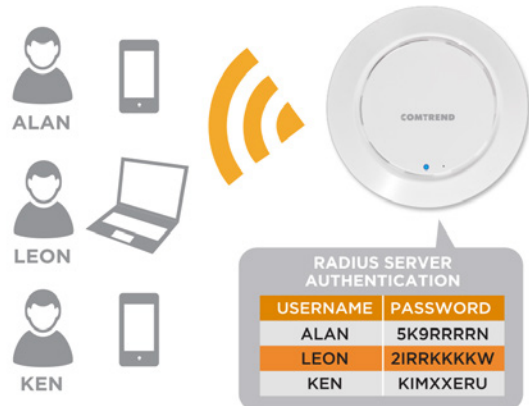 ALAN
LEON
KEN
COMTREND
RADIUS SERVER
AUTHENTICATION
USERNAME PASSWORD
ALAN 5K9RRRRN
LEON 2IRRKKKKW
KEN KIMXXERU